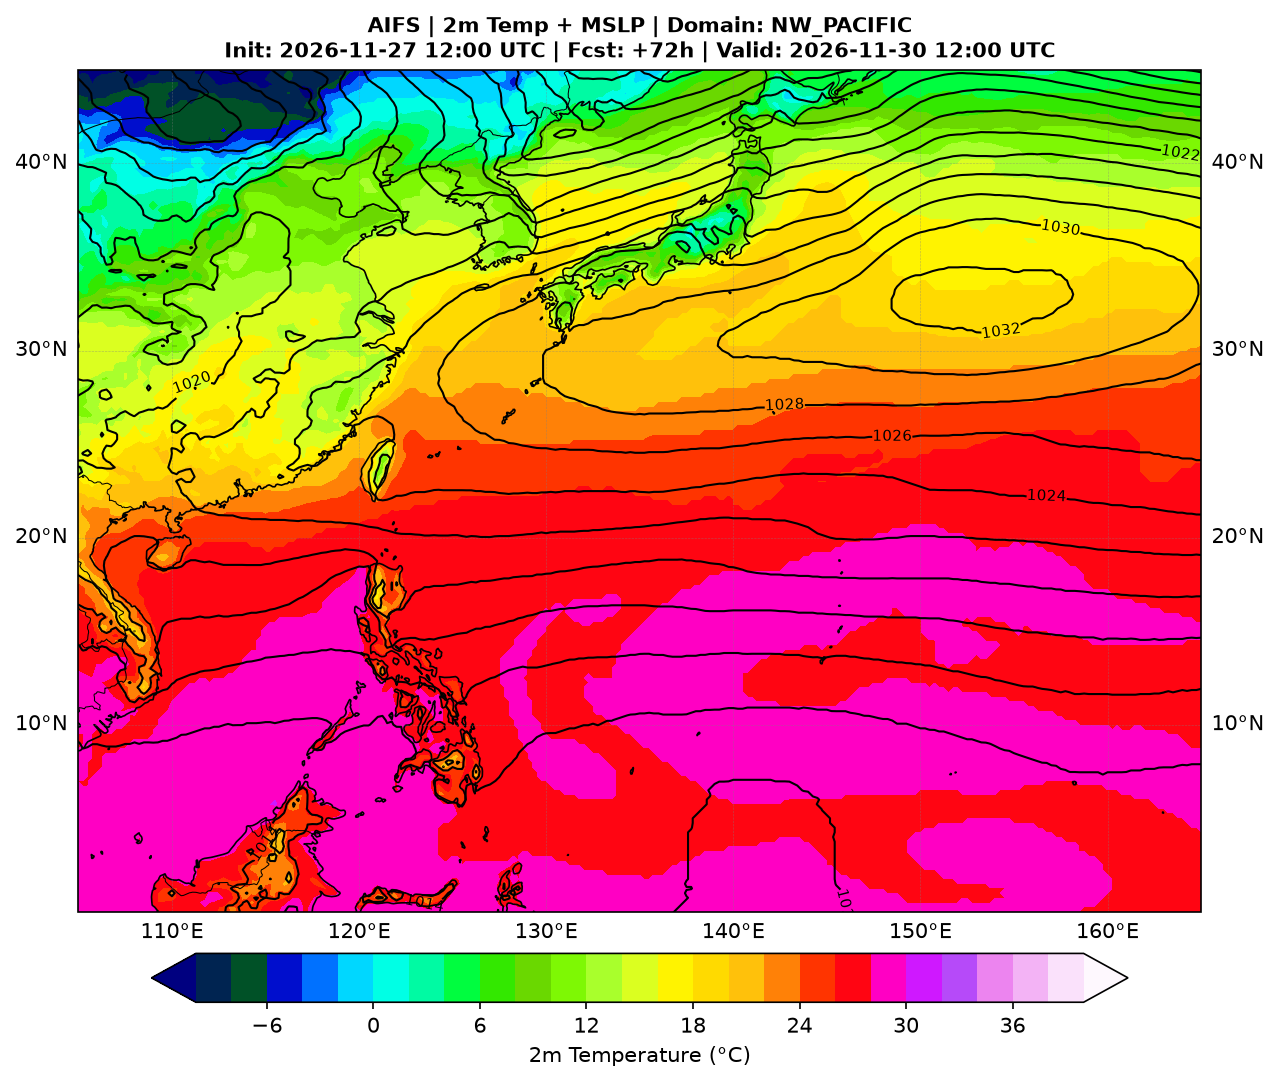 AIFS | 2m Temp + MSLP | Domain: NW_PACIFIC
Init: 2026-11-27 12:00 UTC | Fcst: +72h | Valid: 2026-11-30 12:00 UTC
40°N 1022 40°N
1030
1032
30°N 30°N
1020
1028
1026
1024
20°N 20°N
10°N 10°N
110°E 120°E 130°E 140°E 150°E 160°E
−6 0 6 12 18 24 30 36
2m Temperature (°C)